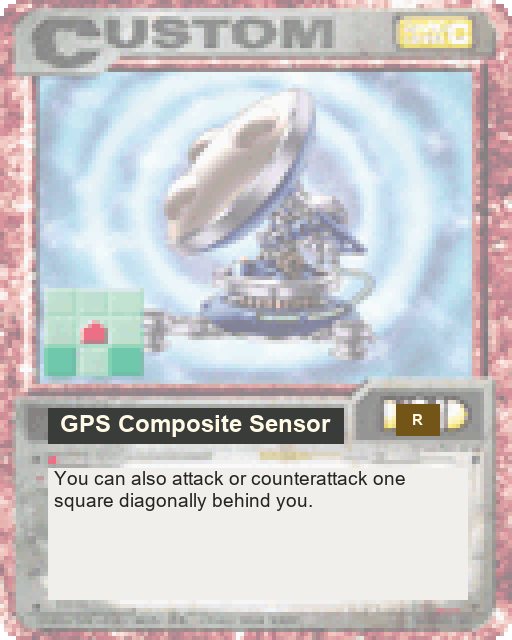 CUSTOM
GPS Composite Sensor
R
You can also attack or counterattack one
square diagonally behind you.